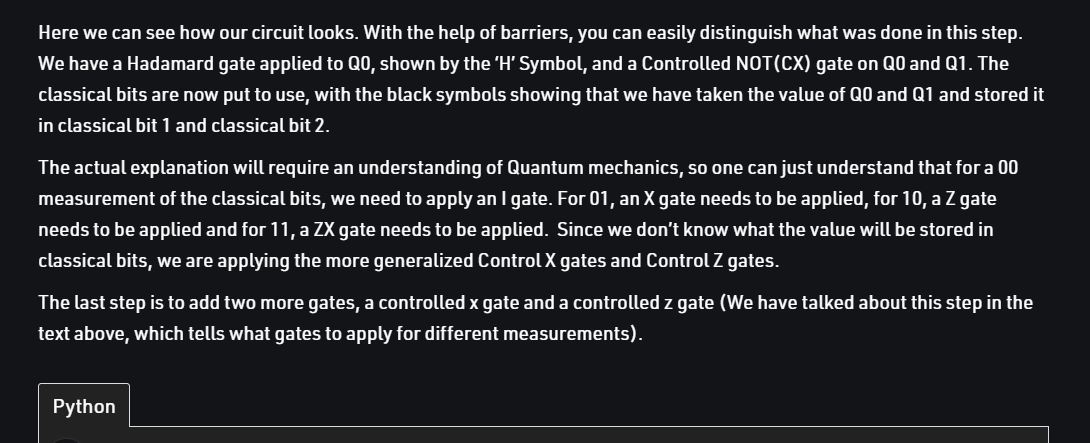 Here we can see how our circuit looks. With the help of barriers, you can easily distinguish what was done in this step.
We have a Hadamard gate applied to Q0, shown by the ‘H’ Symbol, and a Controlled NOT(CX) gate on Q0 and Q1. The
classical bits are now put to use, with the black symbols showing that we have taken the value of Q0 and Q1 and stored it
in classical bit 1 and classical bit 2.
The actual explanation will require an understanding of Quantum mechanics, so one can just understand that for a 00
measurement of the classical bits, we need to apply an I gate. For 01, an X gate needs to be applied, for 10, a Z gate
needs to be applied and for 11, a ZX gate needs to be applied.  Since we don’t know what the value will be stored in
classical bits, we are applying the more generalized Control X gates and Control Z gates.
The last step is to add two more gates, a controlled x gate and a controlled z gate (We have talked about this step in the
text above, which tells what gates to apply for different measurements).
Python